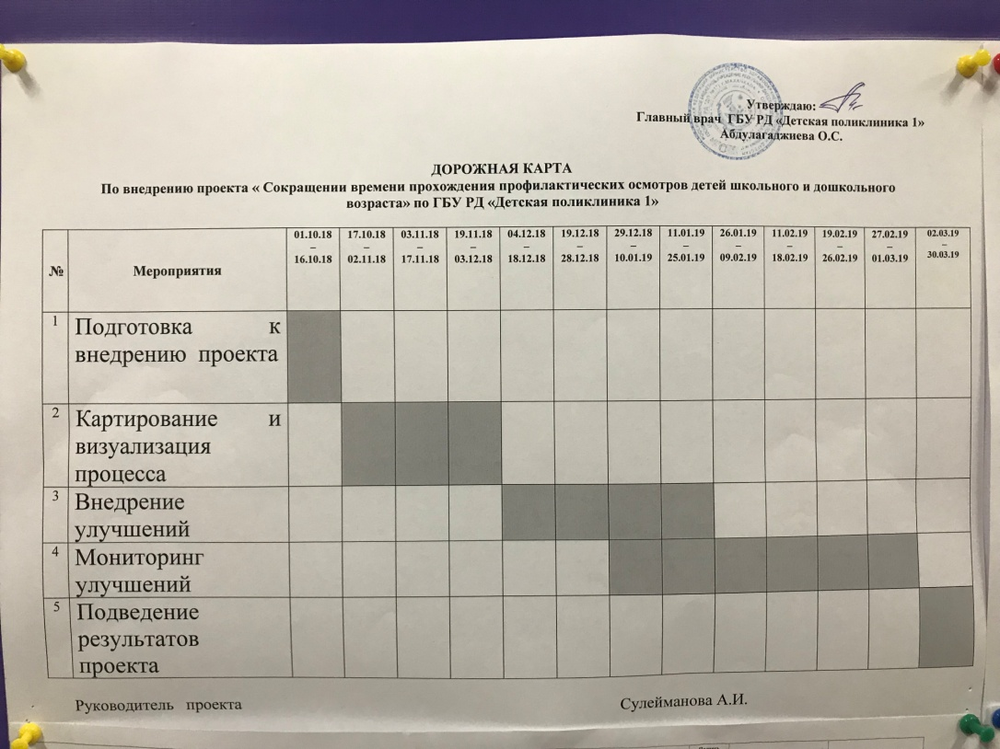 Утверждаю:
Главный врач ГБУ РД «Детская поликлиника 1»
Абдулагаджиева О.С.
ДОРОЖНАЯ КАРТА
По внедрению проекта « Сокращении времени прохождения профилактических осмотров детей школьного и дошкольного
возраста» по ГБУ РД «Детская поликлиника 1»
№ Мероприятия 01.10.18 – 16.10.18 17.10.18 – 02.11.18 03.11.18 – 17.11.18 19.11.18 – 03.12.18 04.12.18 – 18.12.18 19.12.18 – 28.12.18 29.12.18 – 10.01.19 11.01.19 – 25.01.19 26.01.19 – 09.02.19 11.02.19 – 18.02.19 19.02.19 – 26.02.19 27.02.19 – 01.03.19 02.03.19 – 30.03.19
1 Подготовка к
внедрению проекта
2 Картирование и
визуализация
процесса
3 Внедрение
улучшений
4 Мониторинг
улучшений
5 Подведение
результатов
проекта
Руководитель проекта Сулейманова А.И.